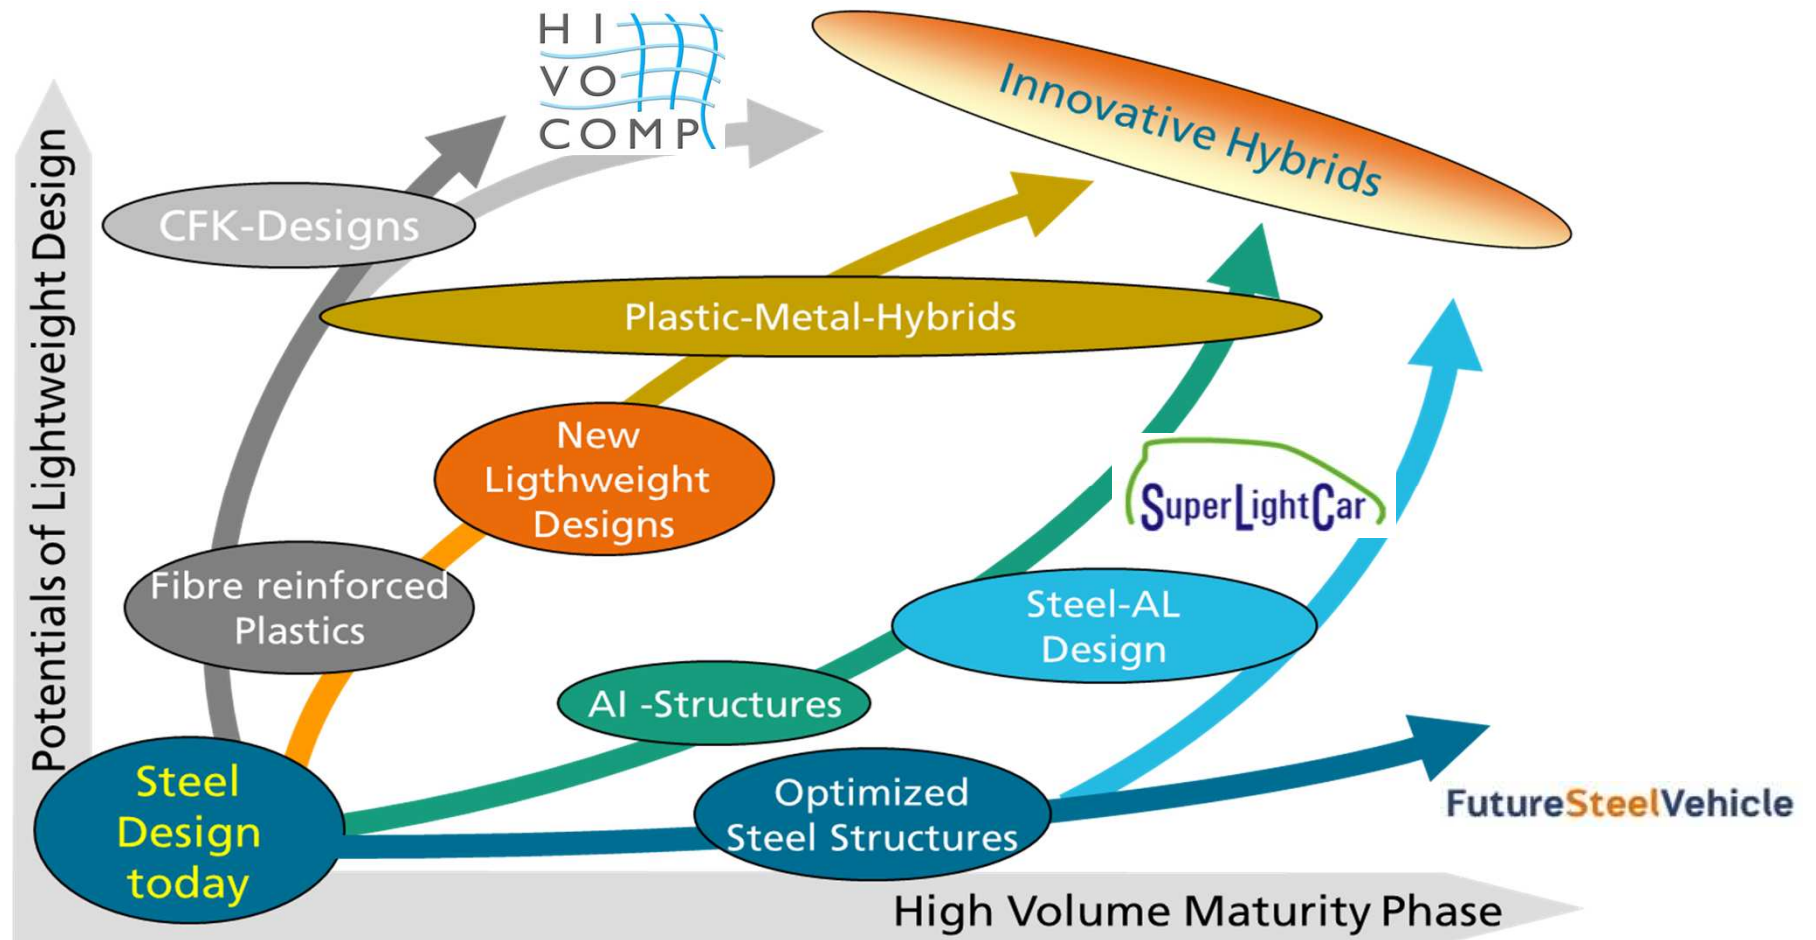 HI
VO
COMP
Innovative Hybrids
Potentials of Lightweight Design
CFK-Designs
Plastic-Metal-Hybrids
New
Ligthweight
Designs
SuperLightCar
Fibre reinforced
Plastics
Steel-AL
Design
Al -Structures
Steel
Design
today
Optimized
Steel Structures
FutureSteelVehicle
High Volume Maturity Phase